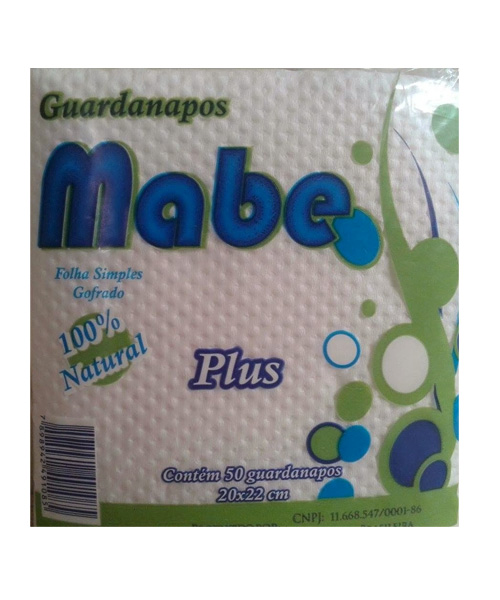 Guardanapos
Mabe
Folha Simples
Gofrado
100%
Natural
Plus
Contém 50 guardanapos
20x22 cm
CNPJ: 11.668.547/0001-86